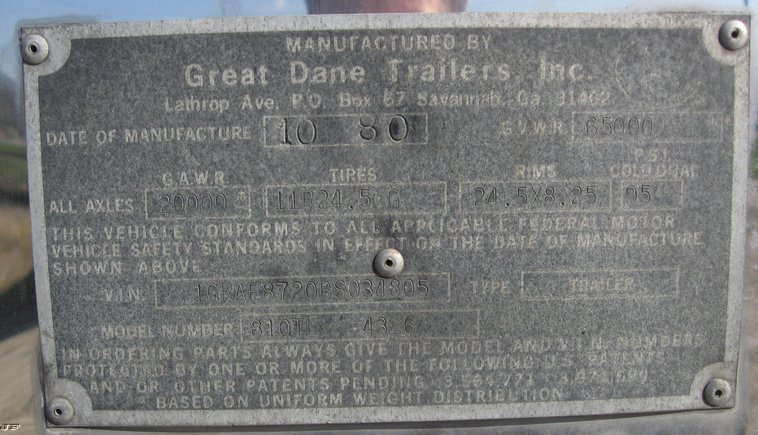 MANUFACTURED BY
Great Dane Trailers, Inc.
Lathrop Ave. P.O. Box 67, Savannah, Ga. 31402
DATE OF MANUFACTURE 10 80 G.V.W.R. 65000
P.S.I.
G.A.W.R. TIRES RIMS COLD DUAL
ALL AXLES 20000 * 11R24.5 G 24.5X8.25 95
THIS VEHICLE CONFORMS TO ALL APPLICABLE FEDERAL MOTOR
VEHICLE SAFETY STANDARDS IN EFFECT ON THE DATE OF MANUFACTURE
SHOWN ABOVE
V.I.N. TYPE TRAILER
MODEL NUMBER 43.6
IN ORDERING PARTS ALWAYS GIVE THE MODEL AND V.I.N. NUMBERS
PROTECTED BY ONE OR MORE OF THE FOLLOWING U.S. PATENTS
AND OR OTHER PATENTS PENDING 3,564,771
* BASED ON UNIFORM WEIGHT DISTRIBUTION